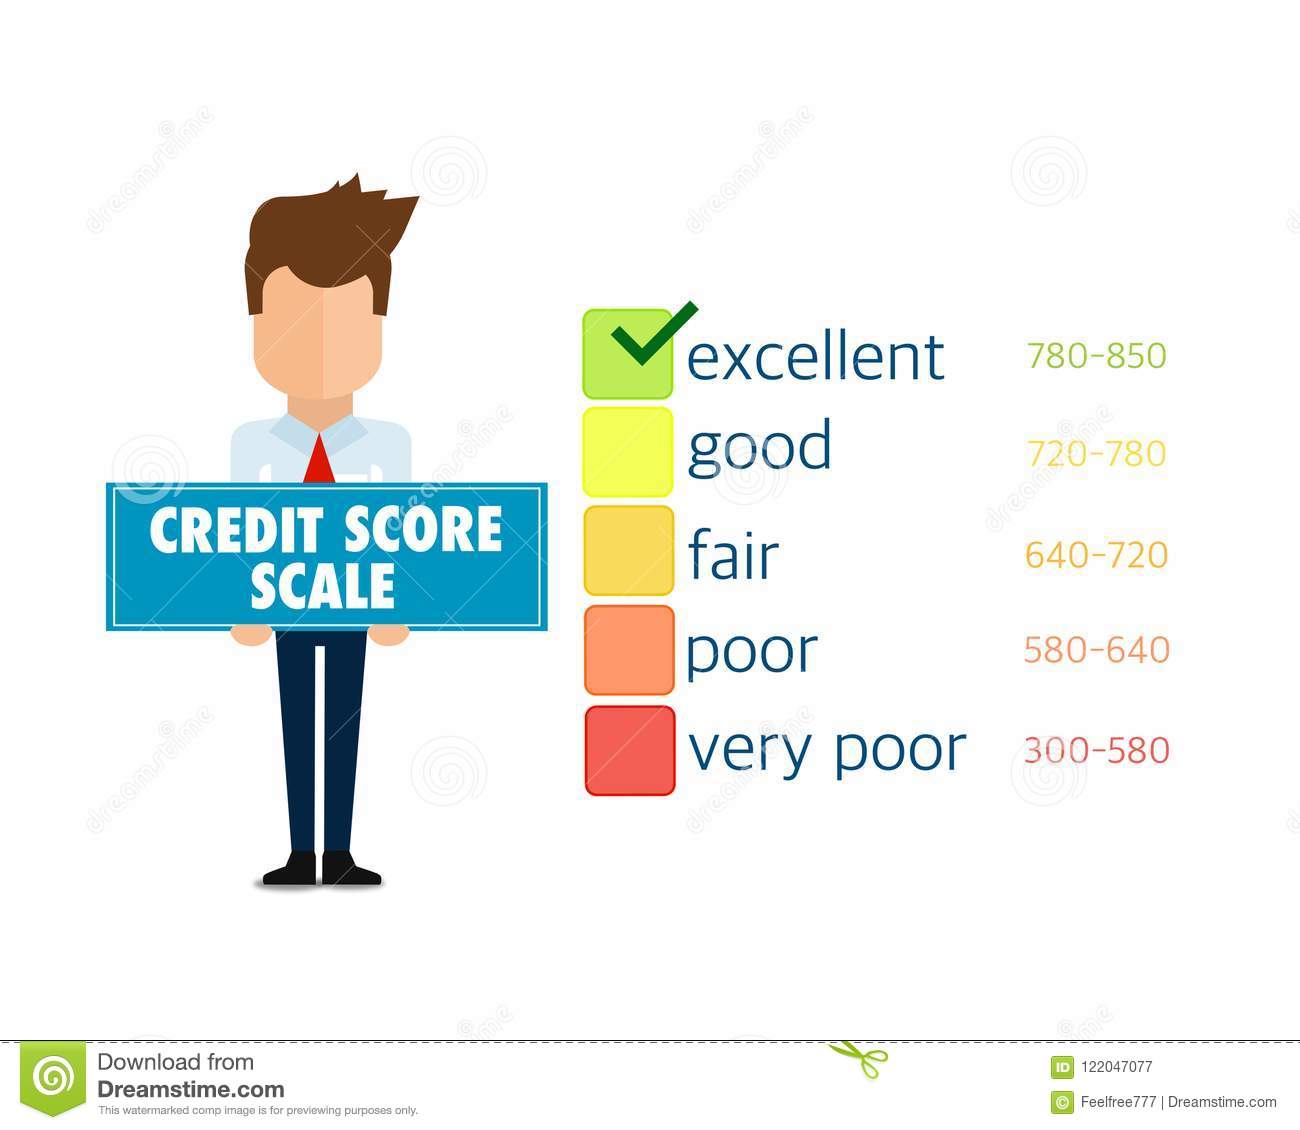 CREDIT SCORE
SCALE
excellent 780-850
good 720-780
fair 640-720
poor 580-640
very poor 300-580
dreamstime.
Download from
Dreamstime.com
This watermarked comp image is for previewing purposes only.
ID 122047077
© Feelfree777 | Dreamstime.com